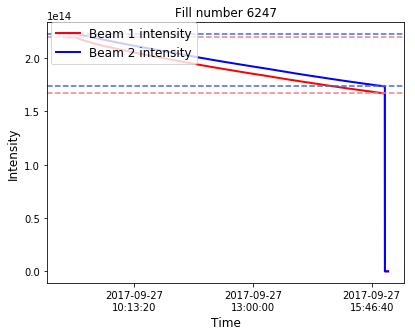 Fill number 6247
1e14
Beam 1 intensity
Beam 2 intensity
2.0
1.5
1.0
0.5
0.0
Intensity
2017-09-27
10:13:20
2017-09-27
13:00:00
2017-09-27
15:46:40
Time